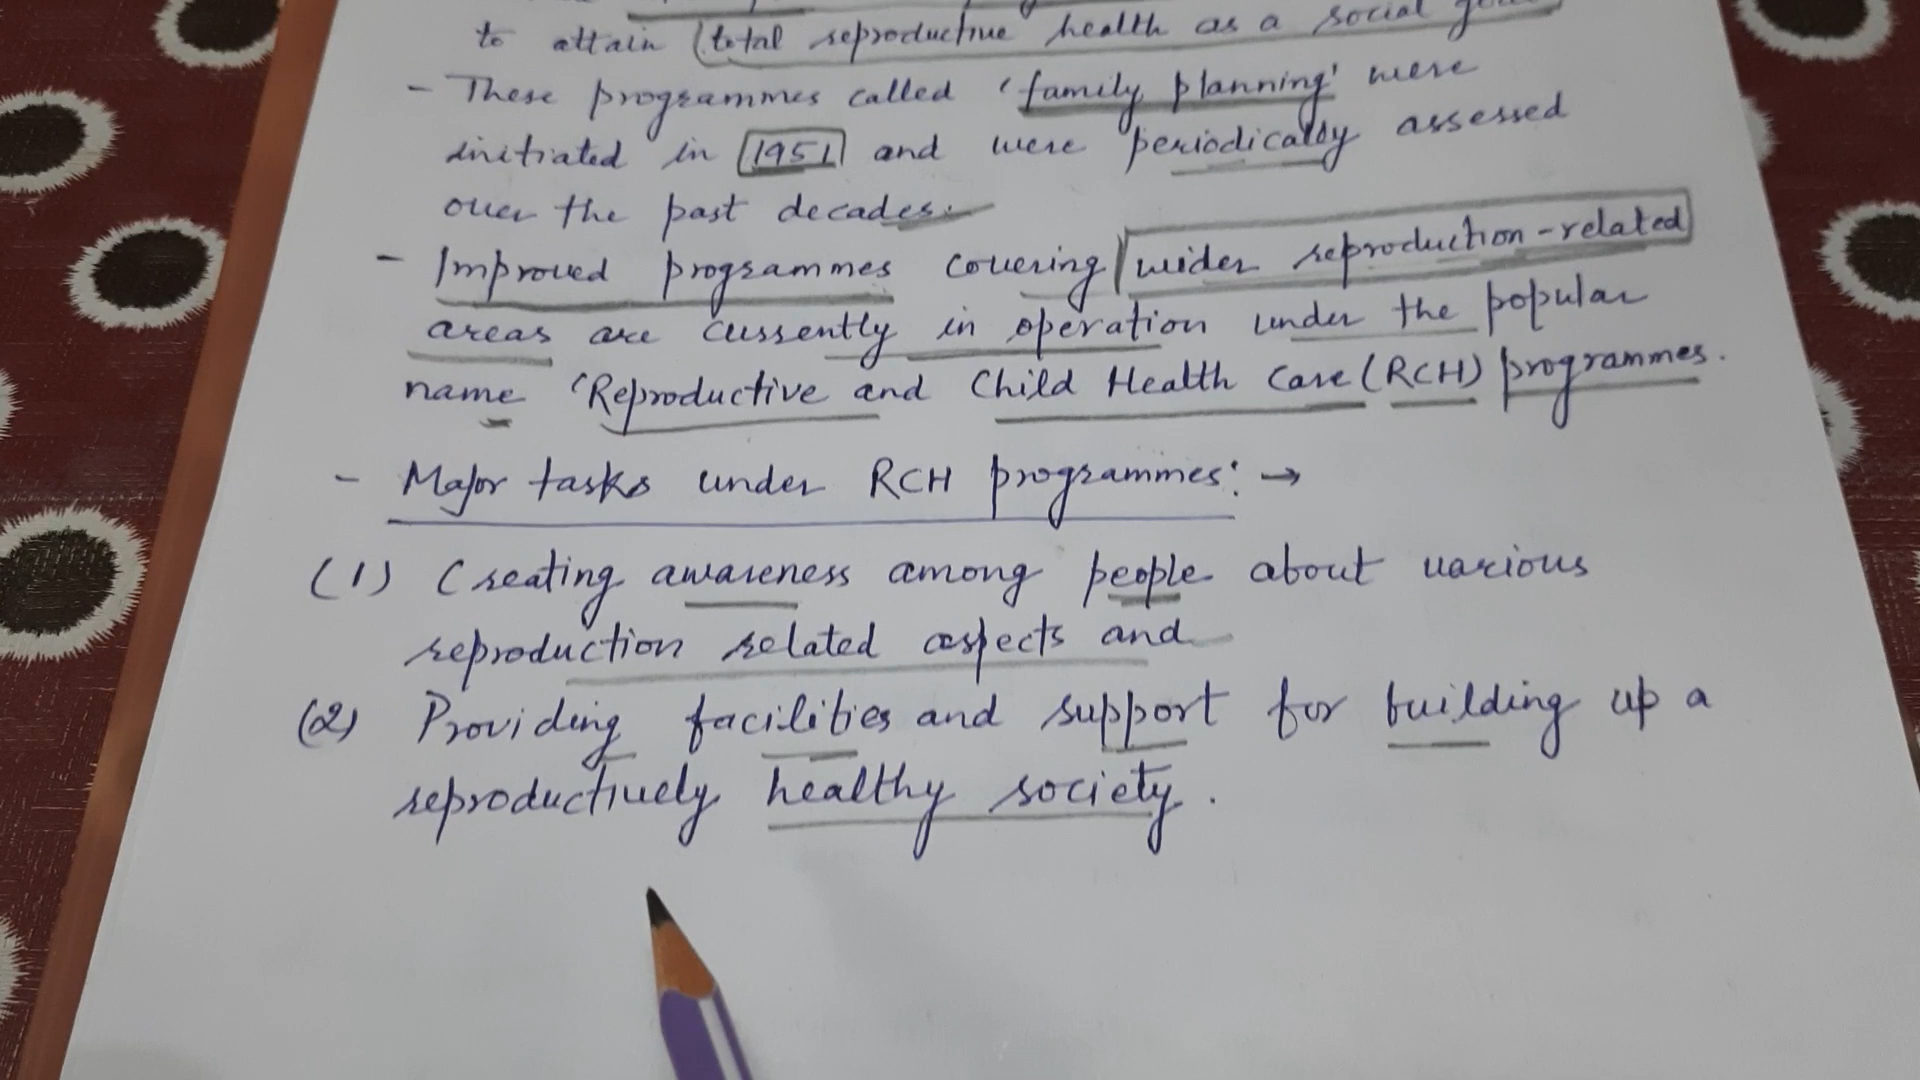 to attain (total reproductive health as a social
- These programmes called 'family planning' were
initiated in 1951 and were periodically assessed
over the past decades.
- Improved programmes covering wider reproduction-related
areas are currently in operation under the popular
name 'Reproductive and Child Health Care (RCH) programmes.
- Major tasks under RCH programmes: →
(1) Creating awareness among people about various
reproduction related aspects and
(2) Providing facilities and support for building up a
reproductively healthy society.